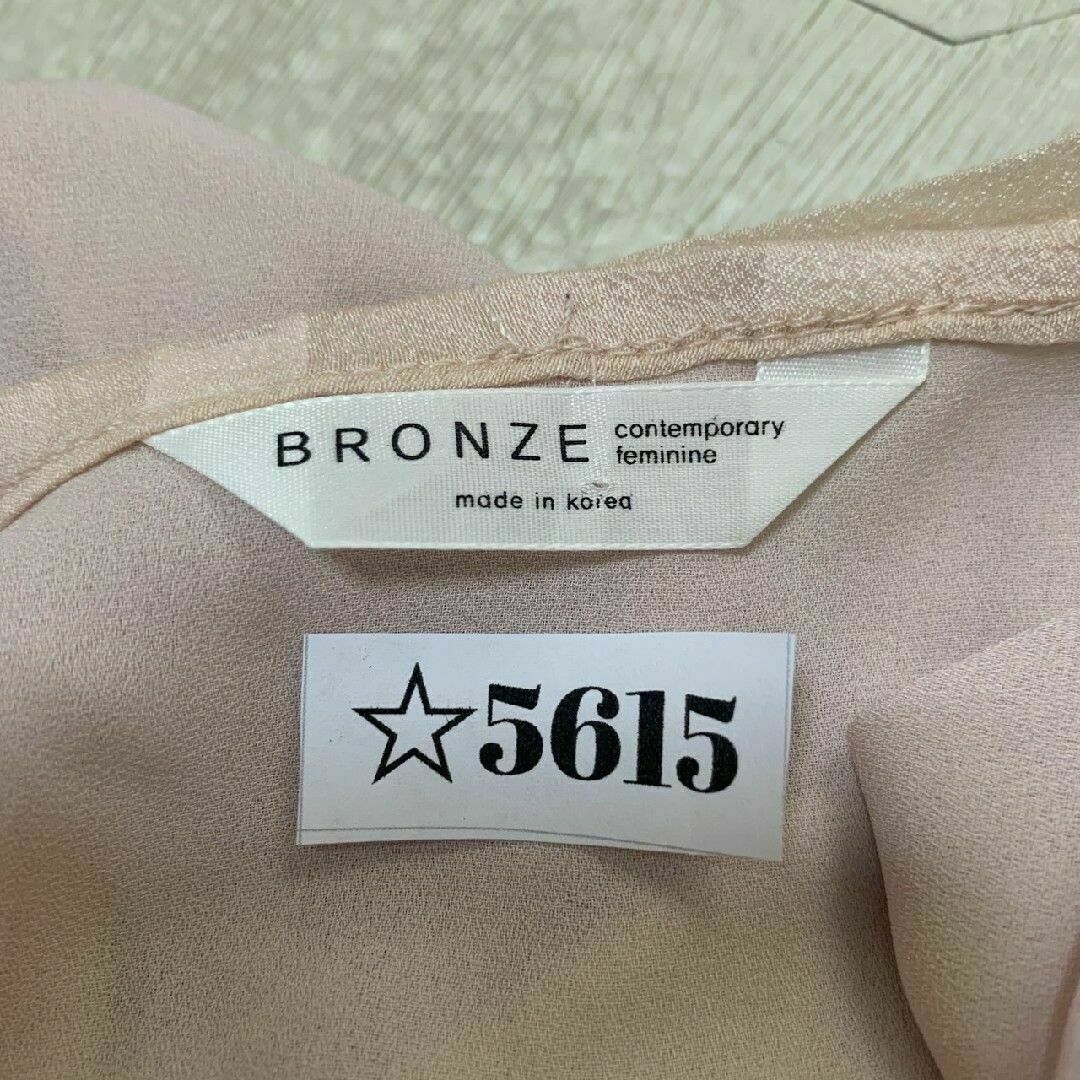 BRONZE contemporary
feminine
made in korea
☆5615